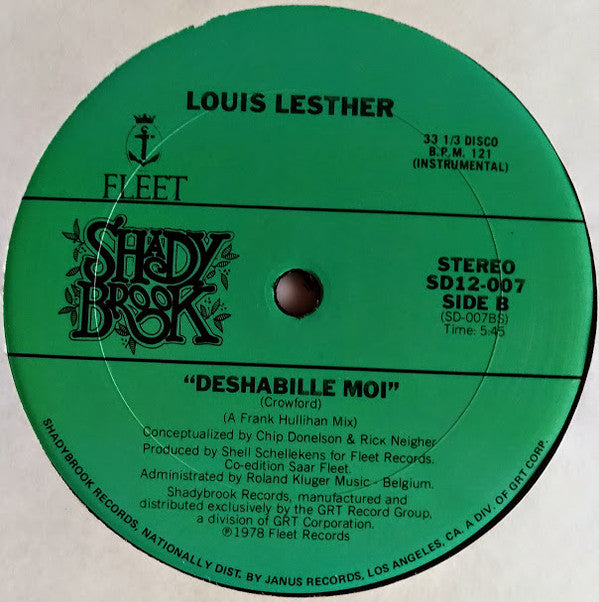 LOUIS LESTHER
33 1/3 DISCO
B.P.M. 121
(INSTRUMENTAL)
FLEET
SHADY
BROOK
STEREO
SD12-007
SIDE B
(SD-007BS)
Time: 5:45
"DESHABILLE MOI"
(Crowford)
(A Frank Hullihan Mix)
Conceptualized by Chip Donelson & Rick Neigher
Produced by Shell Schellekens for Fleet Records.
Co-edition Saar Fleet.
Administrated by Roland Kluger Music - Belgium.
Shadybrook Records, manufactured and
distributed exclusively by the GRT Record Group,
a division of GRT Corporation.
℗1978 Fleet Records
SHADYBROOK RECORDS, NATIONALLY DIST. BY JANUS RECORDS, LOS ANGELES, CA. A DIV. OF GRT CORP.